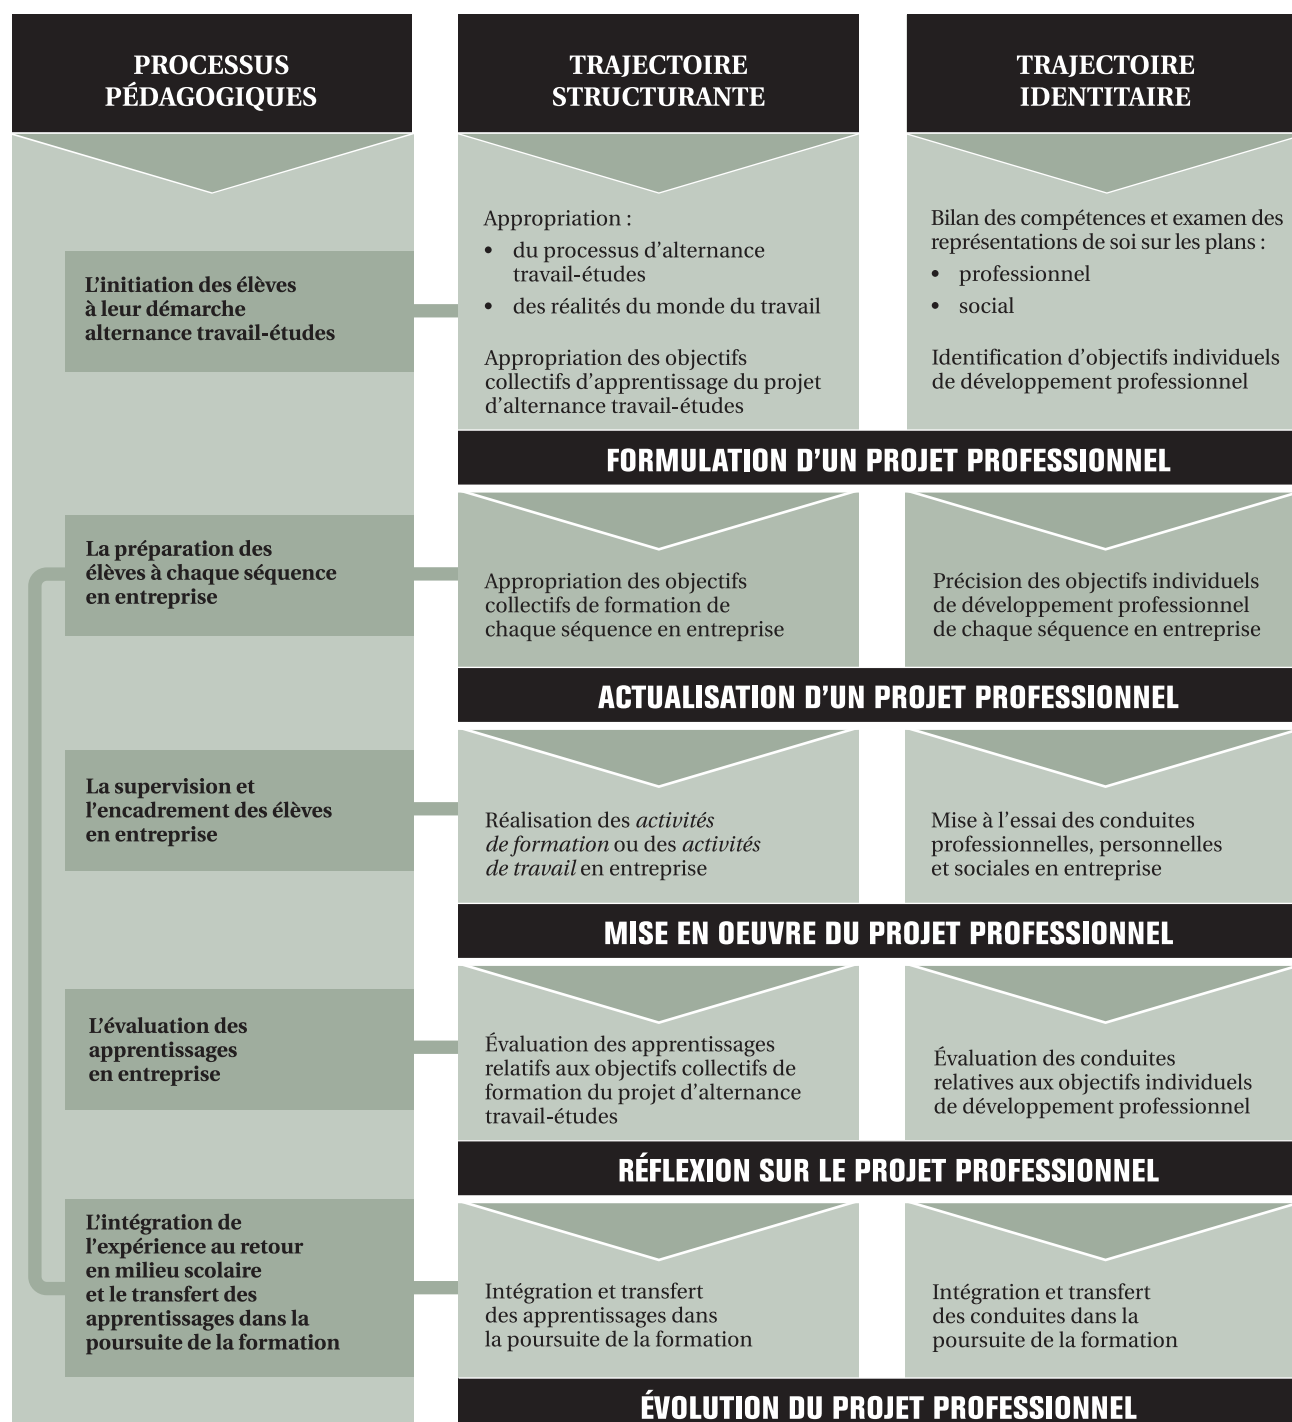 PROCESSUS
PÉDAGOGIQUES
TRAJECTOIRE
STRUCTURANTE
TRAJECTOIRE
IDENTITAIRE
L’initiation des élèves
à leur démarche
alternance travail-études
Appropriation :
• du processus d’alternance
travail-études
• des réalités du monde du travail
Appropriation des objectifs
collectifs d’apprentissage du projet
d’alternance travail-études
Bilan des compétences et examen des
représentations de soi sur les plans :
• professionnel
• social
Identification d’objectifs individuels
de développement professionnel
FORMULATION D’UN PROJET PROFESSIONNEL
La préparation des
élèves à chaque séquence
en entreprise
Appropriation des objectifs
collectifs de formation de
chaque séquence en entreprise
Précision des objectifs individuels
de développement professionnel
de chaque séquence en entreprise
ACTUALISATION D’UN PROJET PROFESSIONNEL
La supervision et
l’encadrement des élèves
en entreprise
Réalisation des activités
de formation ou des activités
de travail en entreprise
Mise à l’essai des conduites
professionnelles, personnelles
et sociales en entreprise
MISE EN OEUVRE DU PROJET PROFESSIONNEL
L’évaluation des
apprentissages
en entreprise
Évaluation des apprentissages
relatifs aux objectifs collectifs de
formation du projet d’alternance
travail-études
Évaluation des conduites
relatives aux objectifs individuels
de développement professionnel
RÉFLEXION SUR LE PROJET PROFESSIONNEL
L’intégration de
l’expérience au retour
en milieu scolaire
et le transfert des
apprentissages dans la
poursuite de la formation
Intégration et transfert
des apprentissages dans
la poursuite de la formation
Intégration et transfert
des conduites dans la
poursuite de la formation
ÉVOLUTION DU PROJET PROFESSIONNEL